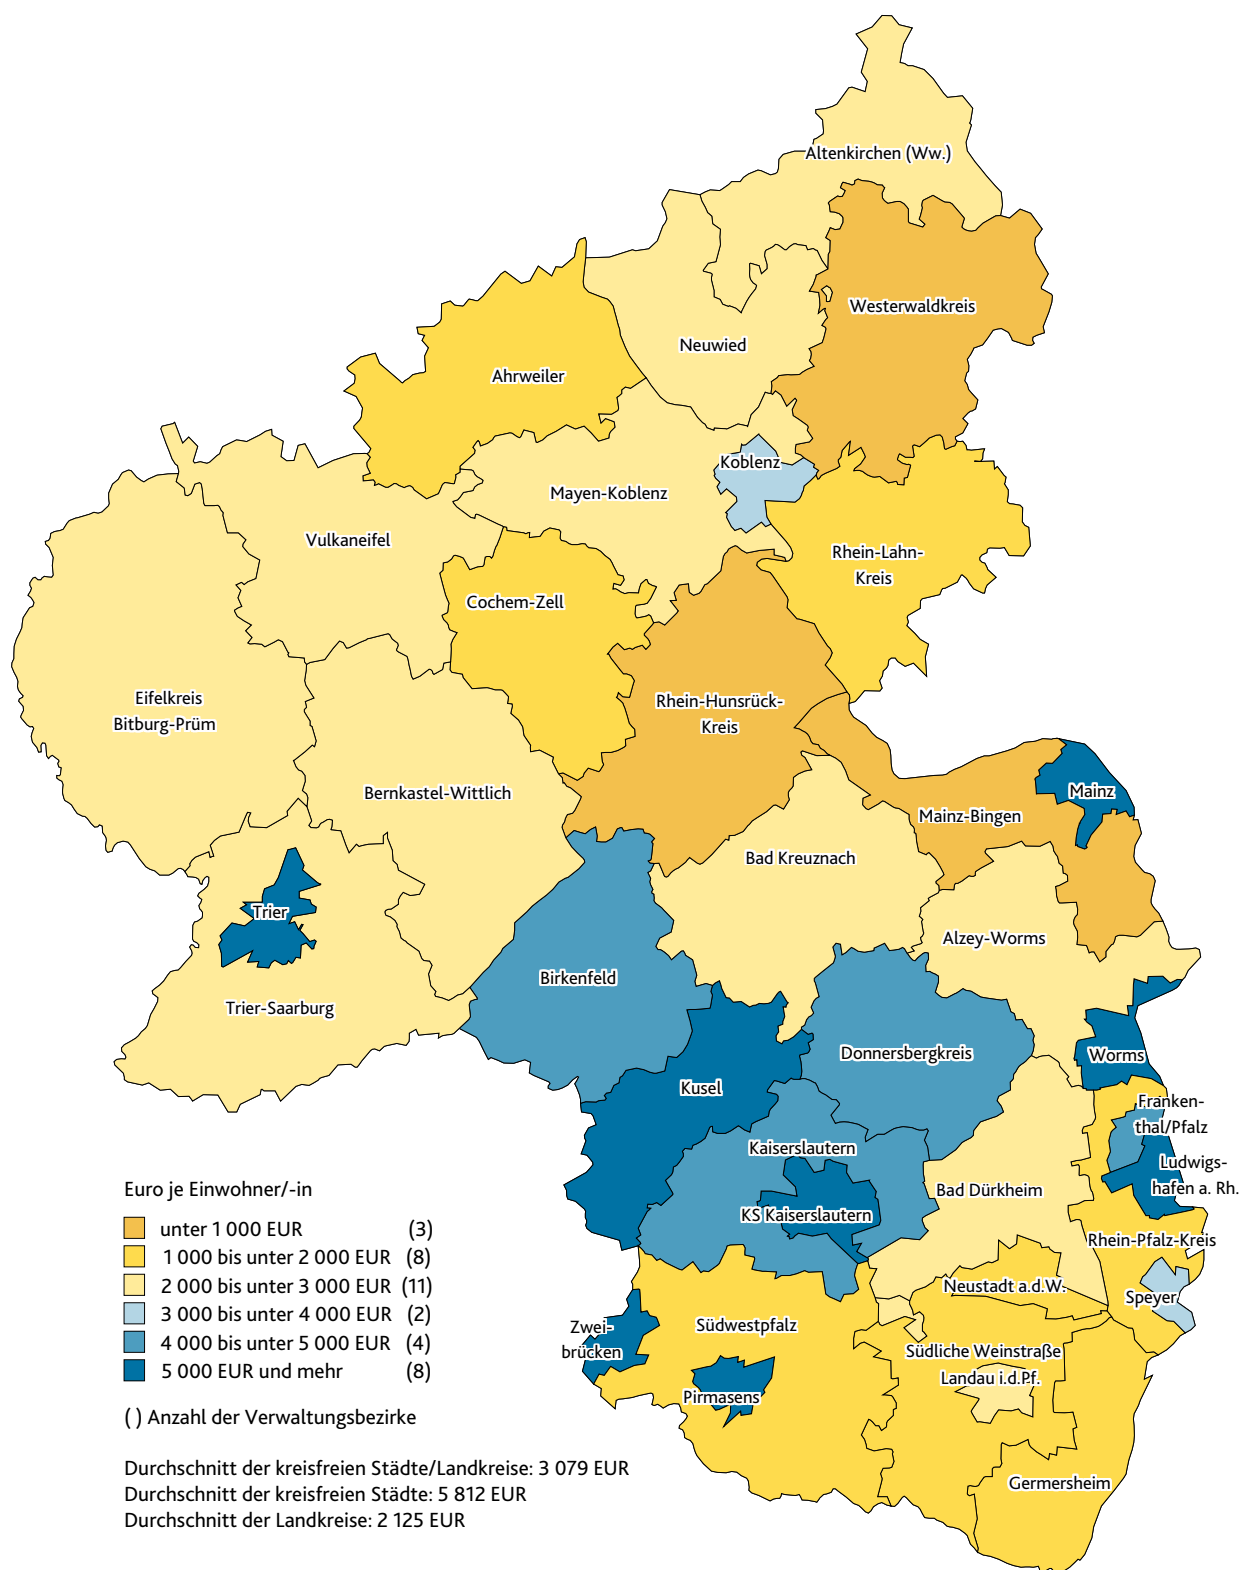 Altenkirchen (Ww.)
Westerwaldkreis
Neuwied
Ahrweiler
Koblenz
Mayen-Koblenz
Vulkaneifel
Rhein-Lahn-
Kreis
Cochem-Zell
Eifelkreis
Bitburg-Prüm
Rhein-Hunsrück-
Kreis
Bernkastel-Wittlich
Mainz
Mainz-Bingen
Bad Kreuznach
Trier
Alzey-Worms
Birkenfeld
Trier-Saarburg
Donnersbergkreis
Worms
Kusel
Franken-
thal/Pfalz
Kaiserslautern
Ludwigs-
hafen a. Rh.
Bad Dürkheim
KS Kaiserslautern
Rhein-Pfalz-Kreis
Neustadt a.d.W.
Speyer
Zwei-
brücken
Südwestpfalz
Südliche Weinstraße
Landau i.d.Pf.
Pirmasens
Germersheim
Euro je Einwohner/-in
unter 1 000 EUR (3)
1 000 bis unter 2 000 EUR (8)
2 000 bis unter 3 000 EUR (11)
3 000 bis unter 4 000 EUR (2)
4 000 bis unter 5 000 EUR (4)
5 000 EUR und mehr (8)
( ) Anzahl der Verwaltungsbezirke
Durchschnitt der kreisfreien Städte/Landkreise: 3 079 EUR
Durchschnitt der kreisfreien Städte: 5 812 EUR
Durchschnitt der Landkreise: 2 125 EUR